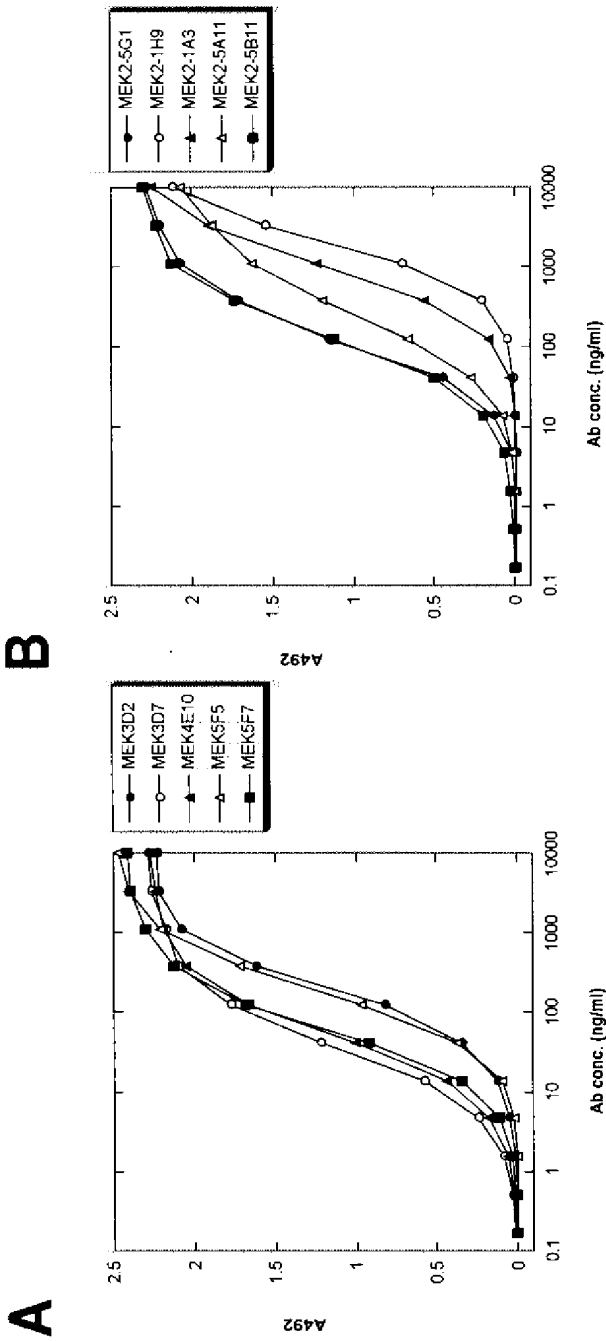 A
2.5
2
1.5
1
0.5
0
A492
0.1
1
10
100
1000
10000
Ab conc. (ng/ml)
MEK3D2
MEK3D7
MEK4E10
MEK5F5
MEK5F7
B
2.5
2
1.5
1
0.5
0
A492
0.1
1
10
100
1000
10000
Ab conc. (ng/ml)
MEK2-5G1
MEK2-1H9
MEK2-1A3
MEK2-5A11
MEK2-5B11